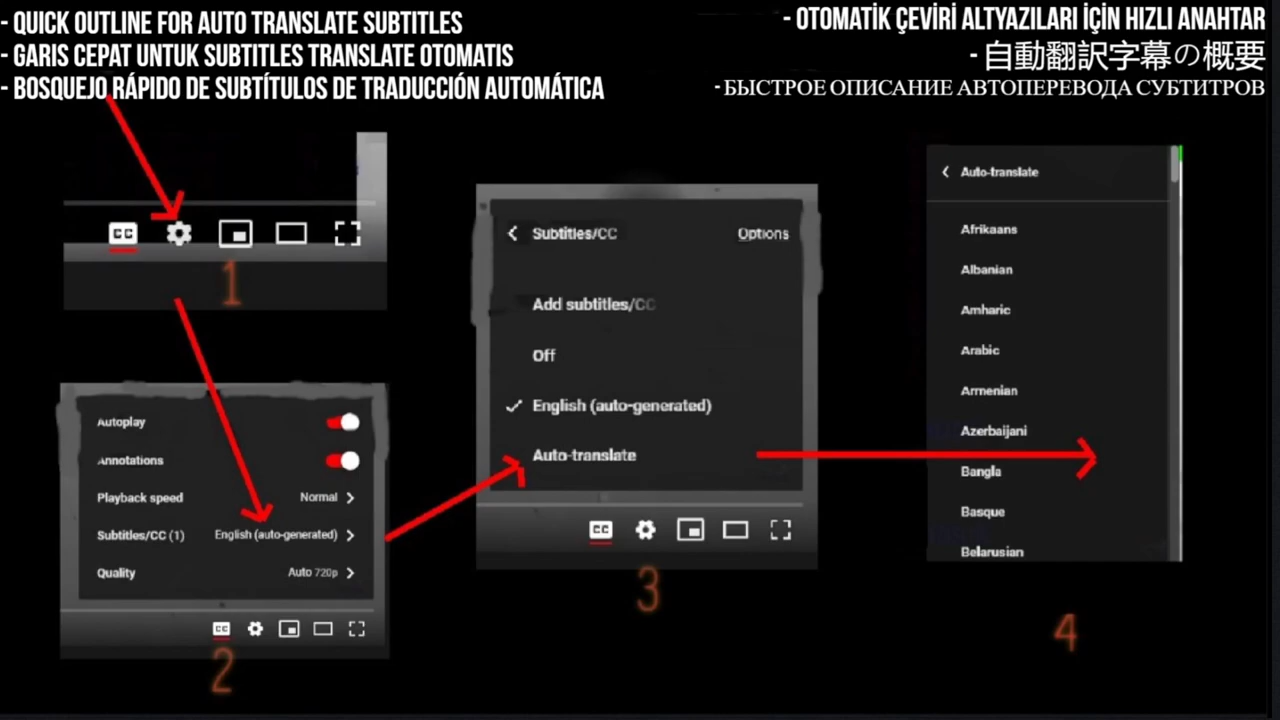 - QUICK OUTLINE FOR AUTO TRANSLATE SUBTITLES
- GARIS CEPAT UNTUK SUBTITLES TRANSLATE OTOMATIS
- BOSQUEJO RÁPIDO DE SUBTÍTULOS DE TRADUCCIÓN AUTOMÁTICA
- OTOMATİK ÇEVİRİ ALTYAZILARI İÇİN HIZLI ANAHTAR
- 自動翻訳字幕の概要
- БЫСТРОЕ ОПИСАНИЕ АВТОПЕРЕВОДА СУБТИТРОВ
CC
1
Autoplay
Annotations
Playback speed Normal
Subtitles/CC (1) English (auto-generated)
Quality Auto 720p
CC
2
Subtitles/CC Options
Add subtitles/CC
Off
English (auto-generated)
Auto-translate
CC
3
Auto-translate
Afrikaans
Albanian
Amharic
Arabic
Armenian
Azerbaijani
Bangla
Basque
Belarusian
4